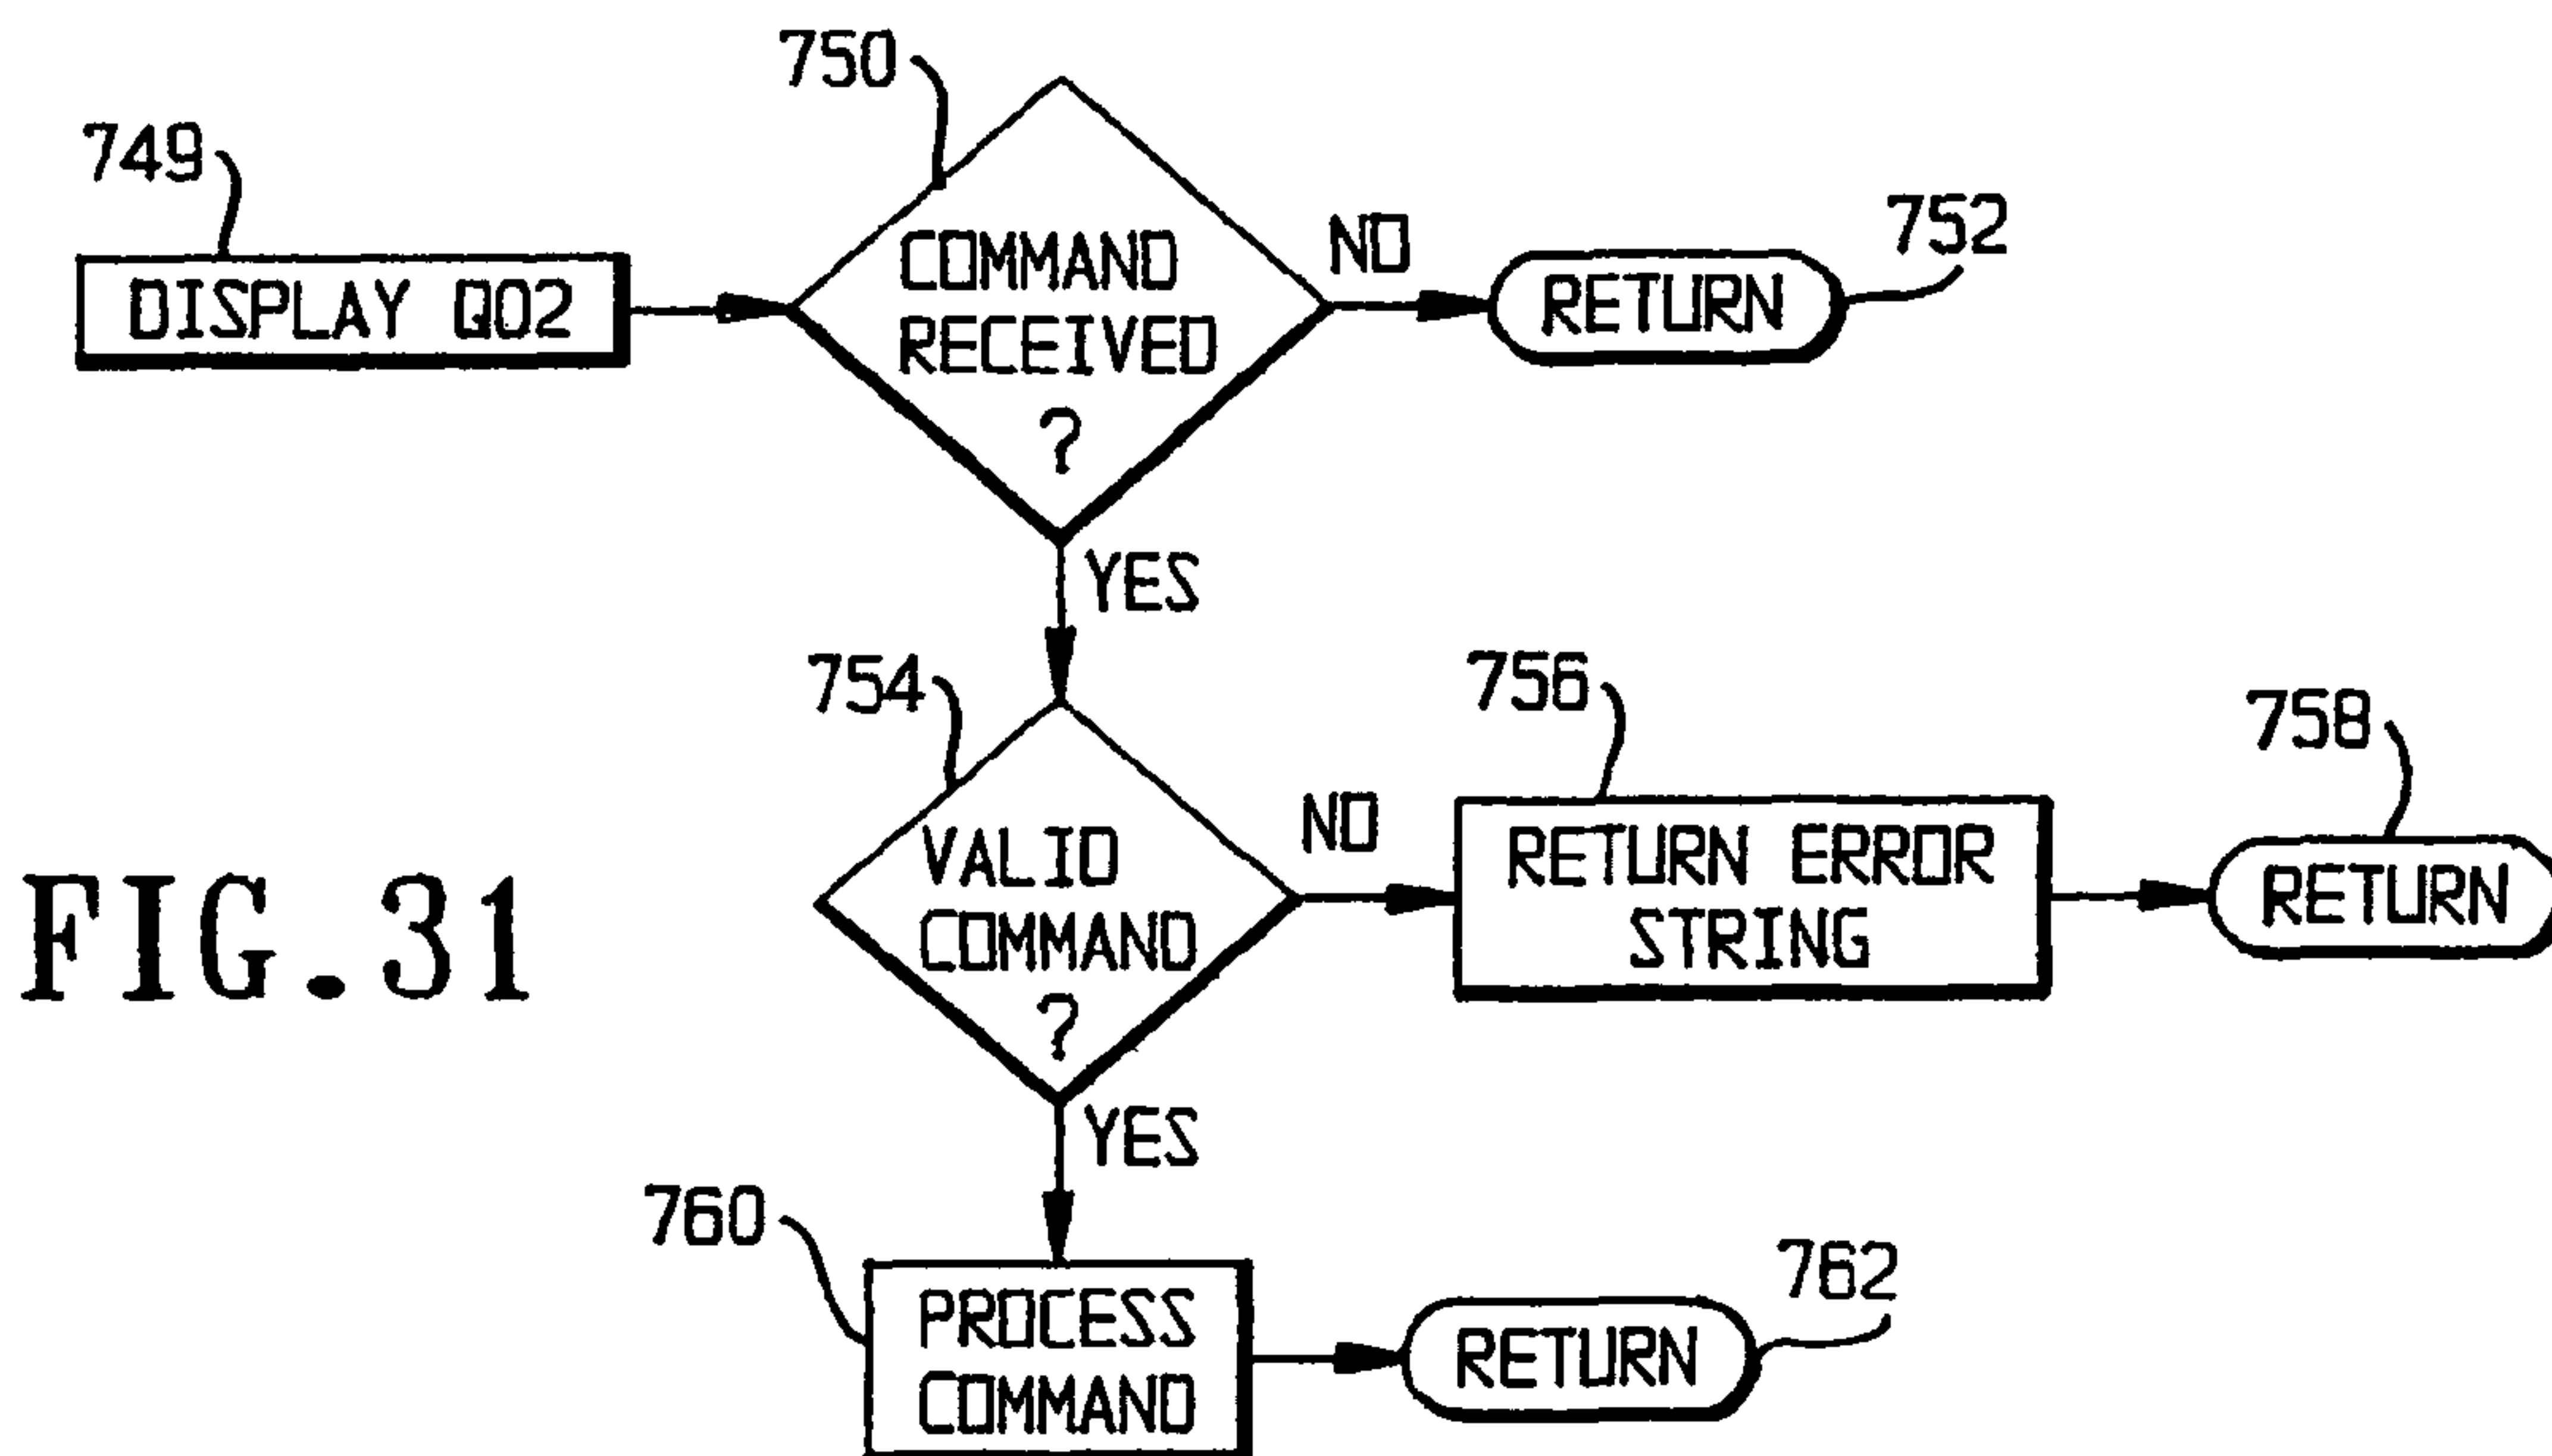 750
749
DISPLAY Q02
COMMAND
RECEIVED
?
NO
752
RETURN
YES
754
VALID
COMMAND
?
NO
756
RETURN ERROR
STRING
758
RETURN
FIG.31
YES
760
PROCESS
COMMAND
762
RETURN